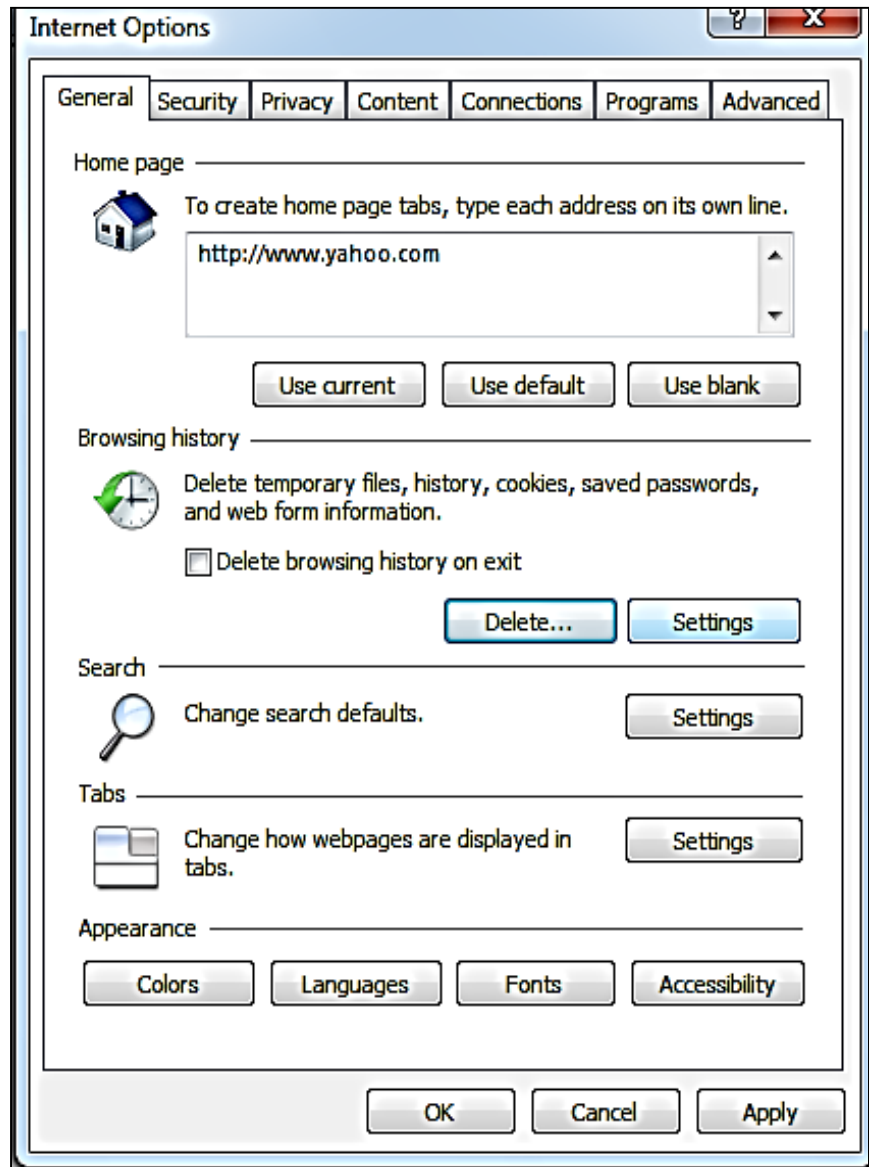 Internet Options
?
X
General Security Privacy Content Connections Programs Advanced
Home page
To create home page tabs, type each address on its own line.
http://www.yahoo.com
Use current Use default Use blank
Browsing history
Delete temporary files, history, cookies, saved passwords,
and web form information.
Delete browsing history on exit
Delete... Settings
Search
Change search defaults. Settings
Tabs
Change how webpages are displayed in Settings
tabs.
Appearance
Colors Languages Fonts Accessibility
OK Cancel Apply